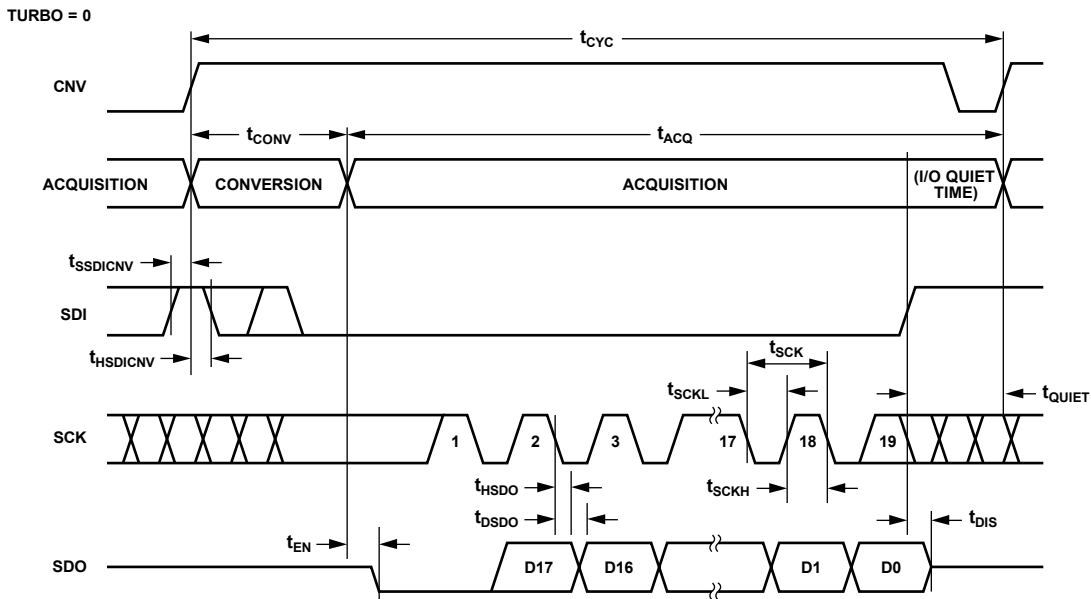 TURBO = 0
tCYC
CNV
tCONV
tACQ
ACQUISITION
CONVERSION
ACQUISITION
(I/O QUIET
TIME)
tSSDICNV
SDI
tHSDICNV
tSCK
tSCKL
tQUIET
SCK
1
2
3
17
18
19
tHSDO
tSCKH
tDSDO
tDIS
tEN
SDO
D17
D16
D1
D0